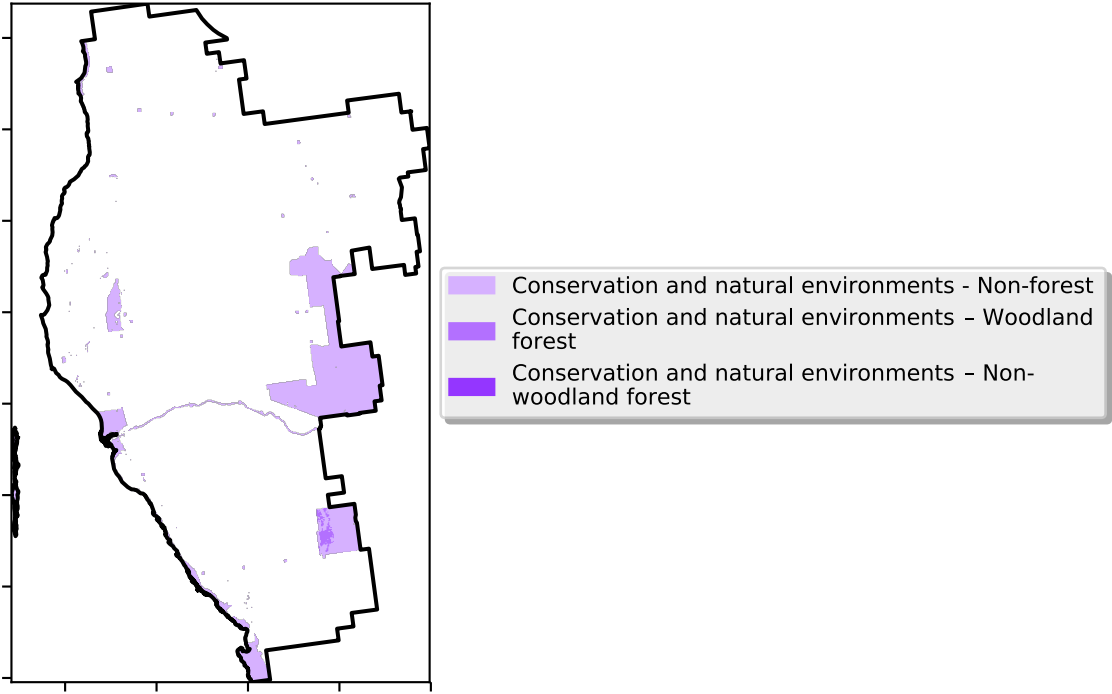 Conservation and natural environments - Non-forest
Conservation and natural environments – Woodland
forest
Conservation and natural environments – Non-
woodland forest